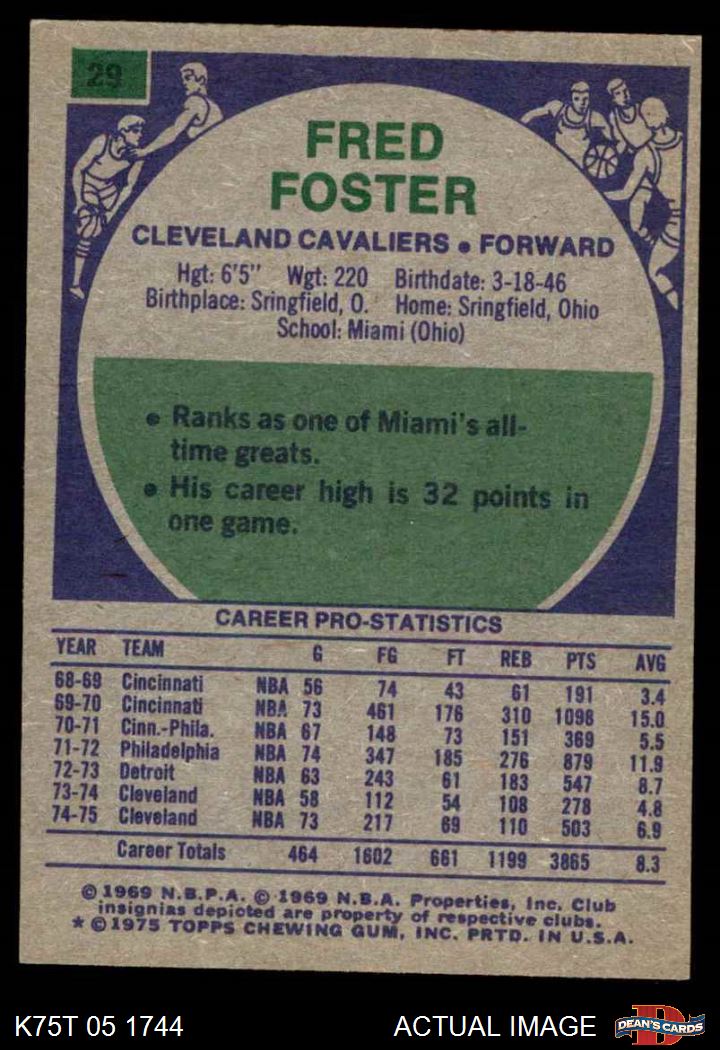 29
FRED
FOSTER
CLEVELAND CAVALIERS • FORWARD
Hgt: 6'5" Wgt: 220 Birthdate: 3-18-46
Birthplace: Sringfield, O. Home: Sringfield, Ohio
School: Miami (Ohio)
• Ranks as one of Miami's all-
time greats.
• His career high is 32 points in
one game.
CAREER PRO-STATISTICS
YEAR TEAM G FG FT REB PTS AVG
68-69 Cincinnati NBA 56 74 43 61 191 3.4
69-70 Cincinnati NBA 73 461 176 310 1098 15.0
70-71 Cinn.-Phila. NBA 67 148 73 151 369 5.5
71-72 Philadelphia NBA 74 347 185 276 879 11.9
72-73 Detroit NBA 63 243 61 183 547 8.7
73-74 Cleveland NBA 58 112 54 108 278 4.8
74-75 Cleveland NBA 73 217 69 110 503 6.9
Career Totals 464 1602 661 1199 3865 8.3
© 1969 N.B.P.A. © 1969 N.B.A. Properties, Inc. Club
insignias depicted are property of respective clubs.
* © 1975 TOPPS CHEWING GUM, INC. PRTD. IN U.S.A.
K75T 05 1744 ACTUAL IMAGE D DEAN'S CARDS